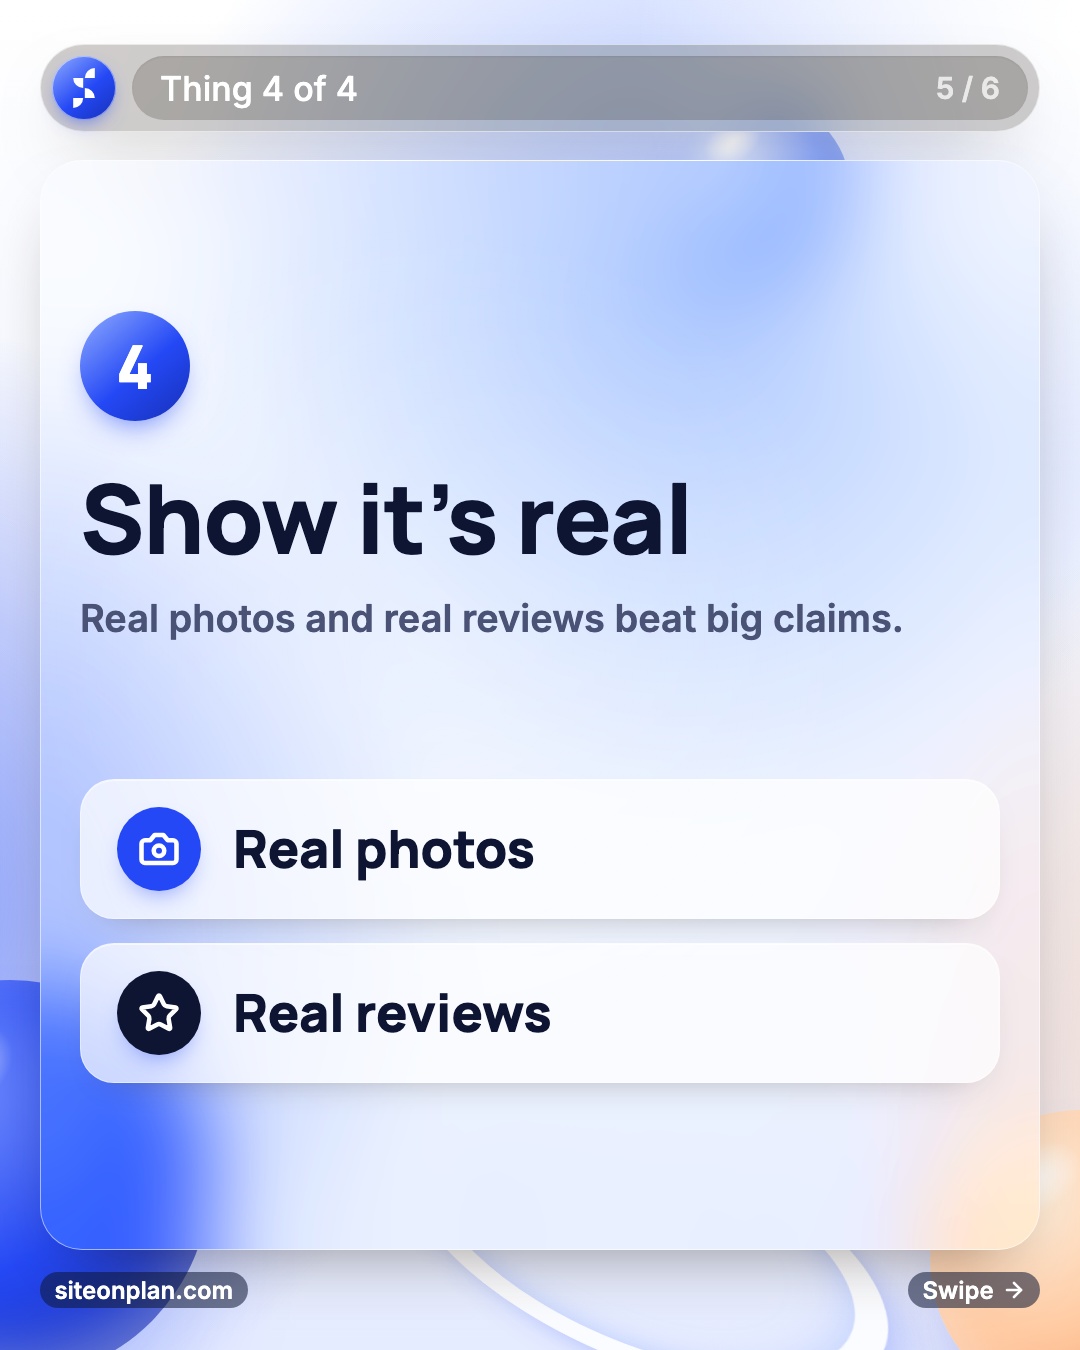 Thing 4 of 4
5 / 6
4
Show it’s real
Real photos and real reviews beat big claims.
Real photos
Real reviews
siteonplan.com
Swipe →